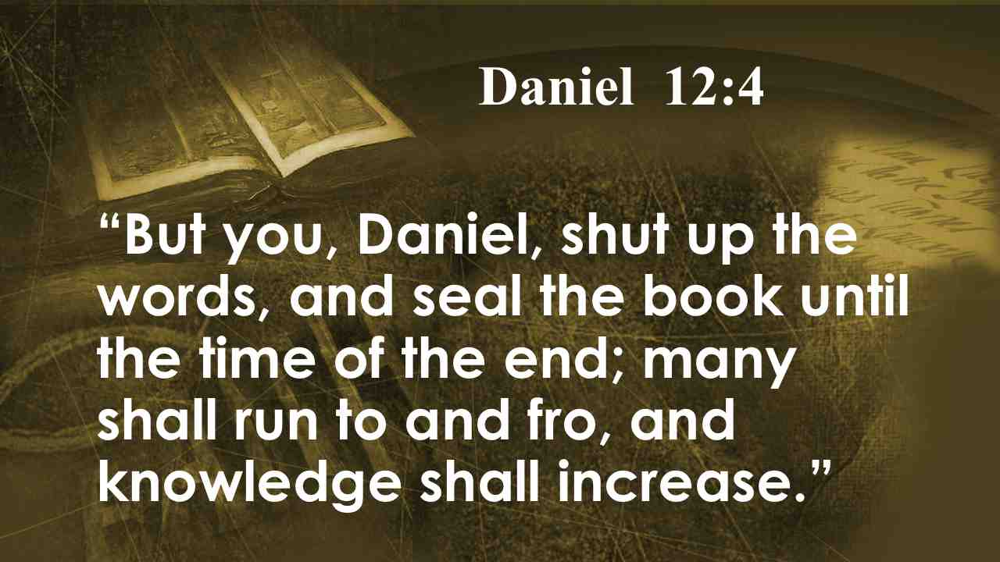 Daniel 12:4
“But you, Daniel, shut up the
words, and seal the book until
the time of the end; many
shall run to and fro, and
knowledge shall increase.”